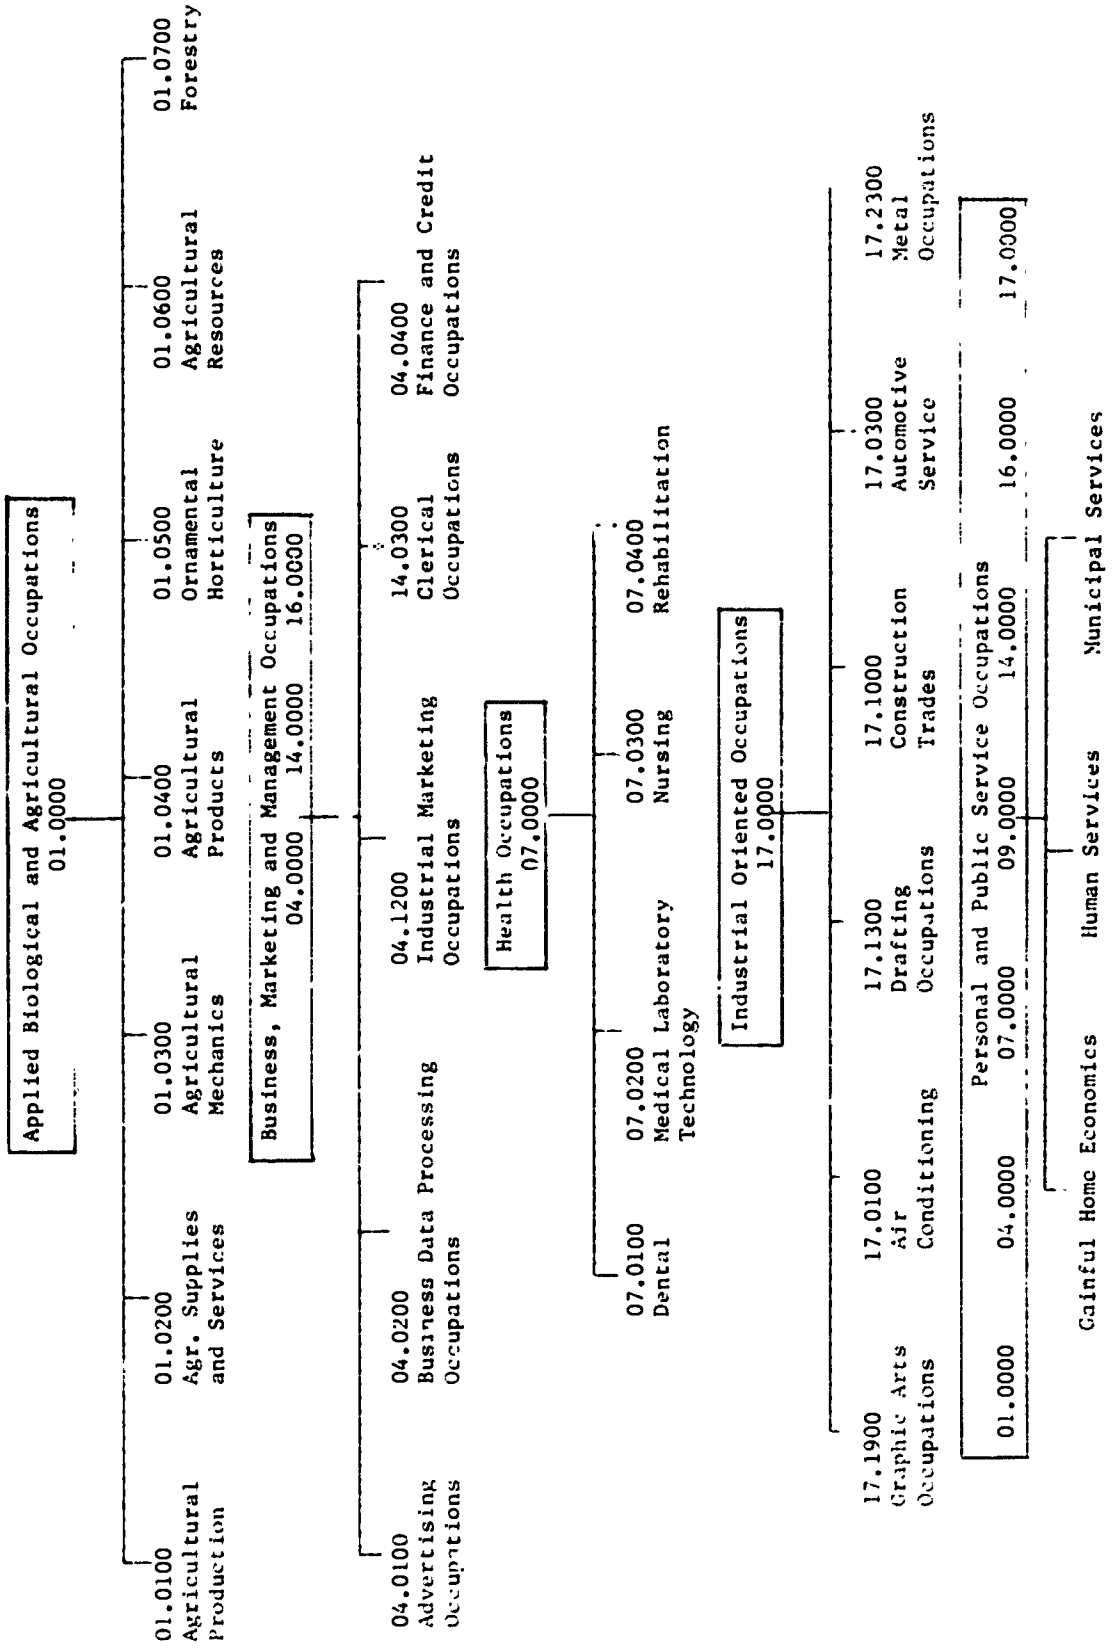 Applied Biological and Agricultural Occupations
01.0000
01.0100
Agricultural
Production
01.0200
Agr. Supplies
and Services
01.0300
Agricultural
Mechanics
01.0400
Agricultural
Products
01.0500
Ornamental
Horticulture
01.0600
Agricultural
Resources
01.0700
Forestry
Business, Marketing and Management Occupations
04.0000 14.0000 16.0000
04.0100
Advertising
Occupations
04.0200
Business Data Processing
Occupations
04.1200
Industrial Marketing
Occupations
14.0300
Clerical
Occupations
04.0400
Finance and Credit
Occupations
Health Occupations
07.0000
07.0100
Dental
07.0200
Medical Laboratory
Technology
07.0300
Nursing
07.0400
Rehabilitation
Industrial Oriented Occupations
17.0000
17.1900
Graphic Arts
Occupations
17.0100
Air
Conditioning
17.1300
Drafting
Occupations
17.1000
Construction
Trades
17.0300
Automotive
Service
17.2300
Metal
Occupations
Personal and Public Service Occupations
01.0000 04.0000 07.0000 09.0000 14.0000 16.0000 17.0000
Gainful Home Economics
Human Services
Municipal Services